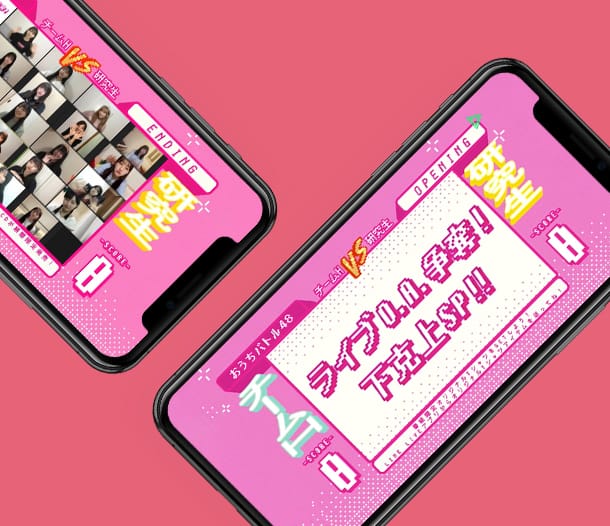 チームH VS 研究生
ENDING
研究生
-SCORE-
0
OPENING
研究生
チームH VS 研究生
-SCORE-
0
おうちバトル48
ライブO.A.争奪!
下克上SP!!
チームH
-SCORE-
0